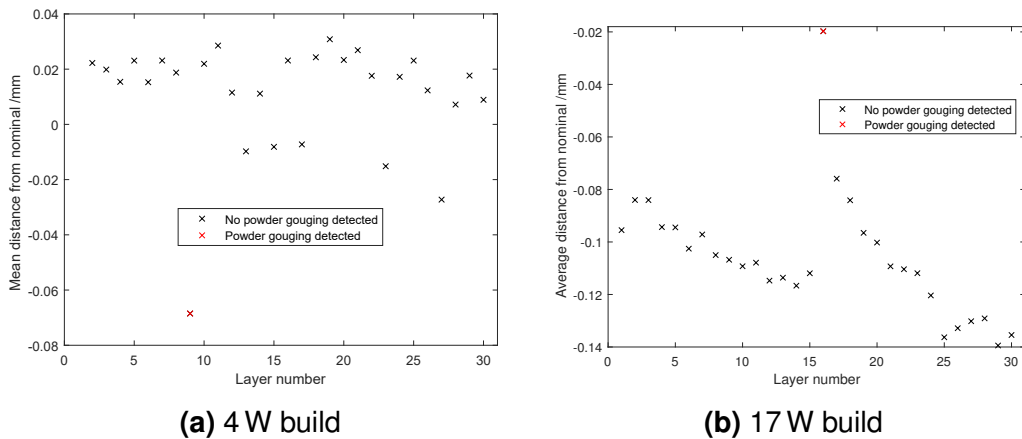 0.04
0.02
0
-0.02
-0.04
-0.06
-0.08
Mean distance from nominal /mm
No powder gouging detected
Powder gouging detected
0 5 10 15 20 25 30
Layer number
(a) 4 W build
-0.02
-0.04
-0.06
-0.08
-0.1
-0.12
-0.14
Average distance from nominal /mm
No powder gouging detected
Powder gouging detected
0 5 10 15 20 25 30
Layer number
(b) 17 W build